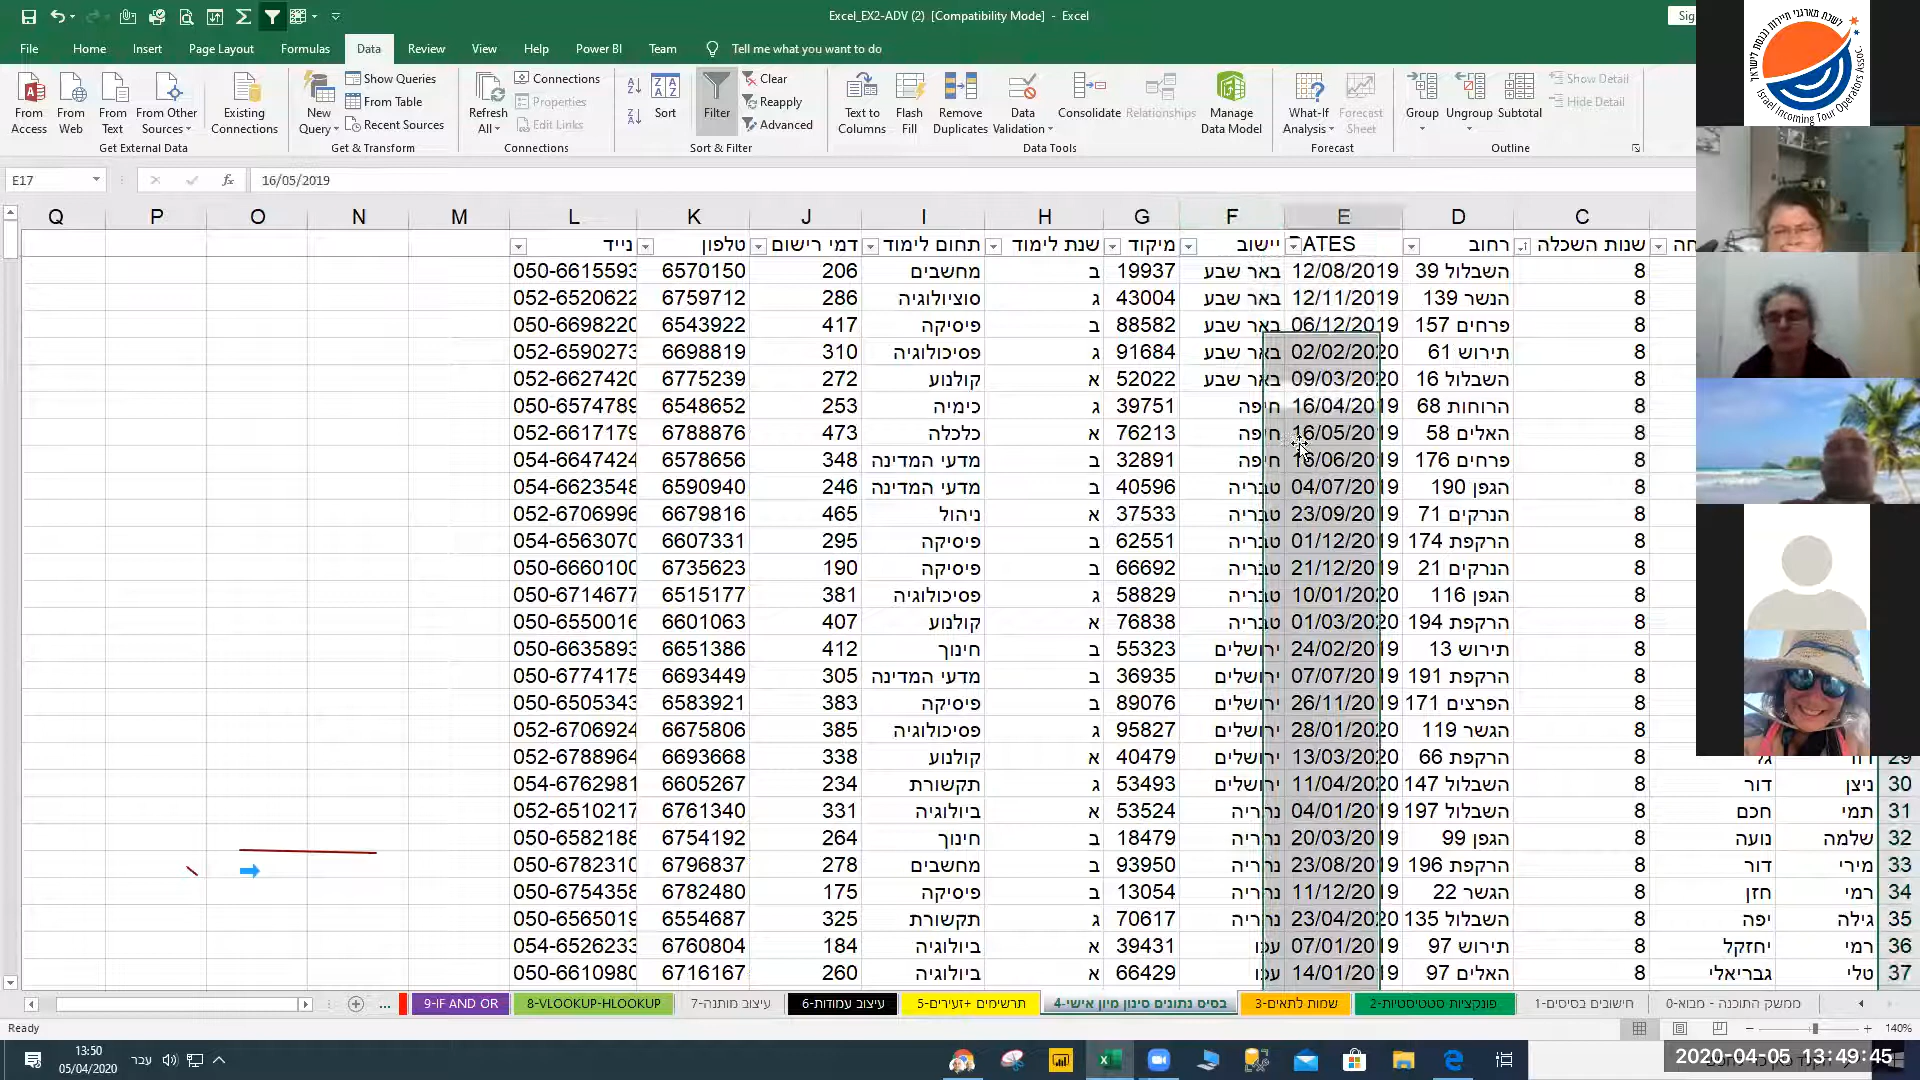 Excel_EX2-ADV (2) [Compatibility Mode] - Excel
Sig
File Home Insert Page Layout Formulas Data Review View Help Power BI Team Tell me what you want to do
From Access
From Web
From Text
From Other Sources
Existing Connections
Get External Data
New Query
Show Queries
From Table
Recent Sources
Get & Transform
Refresh All
Connections
Properties
Edit Links
Connections
Sort
Filter
Clear
Reapply
Advanced
Sort & Filter
Text to Columns
Flash Fill
Remove Duplicates
Data Validation
Consolidate
Relationships
Manage Data Model
Data Tools
What-If Analysis
Forecast Sheet
Forecast
Group
Ungroup
Subtotal
Show Detail
Hide Detail
Outline
לשכת מארגני תיירות נכנסת לישראל
Israel Incoming Tour Operators Assoc.
E17 fx 16/05/2019
Q P O N M L K J I H G F E D C
שנות השכלה רחוב DATES יישוב מיקוד שנת לימוד תחום לימוד דמי רישום טלפון נייד
8 השבלול 39 12/08/2019 באר שבע 19937 ב מחשבים 206 6570150 050-6615593
8 הנשר 139 12/11/2019 באר שבע 43004 ג סוציולוגיה 286 6759712 052-6520622
8 פרחים 157 06/12/2019 באר שבע 88582 ב פיסיקה 417 6543922 050-6698220
8 תירוש 61 02/02/2020 באר שבע 91684 ג פסיכולוגיה 310 6698819 052-6590273
8 השבלול 16 09/03/2020 באר שבע 52022 א קולנוע 272 6775239 052-6627420
8 הרוחות 68 16/04/2019 חיפה 39751 ג כימיה 253 6548652 050-6574789
8 האלים 58 16/05/2019 חיפה 76213 א כלכלה 473 6788876 052-6617179
8 פרחים 176 16/06/2019 חיפה 32891 ב מדעי המדינה 348 6578656 054-6647424
8 הגפן 190 04/07/2019 טבריה 40596 ב מדעי המדינה 246 6590940 054-6623548
8 הנרקים 71 23/09/2019 טבריה 37533 א ניהול 465 6679816 052-6706996
8 הרקפת 174 01/12/2019 טבריה 62551 ב פיסיקה 295 6607331 054-6563070
8 הנרקים 21 21/12/2019 טבריה 66692 ב פיסיקה 190 6735623 050-6660100
8 הגפן 116 10/01/2020 טבריה 58829 ג פסיכולוגיה 381 6515177 050-6714677
8 הרקפת 194 01/03/2020 טבריה 76838 א קולנוע 407 6601063 050-6550016
8 תירוש 13 24/02/2019 ירושלים 55323 ב חינוך 412 6651386 050-6635893
8 הרקפת 191 07/07/2019 ירושלים 36935 ב מדעי המדינה 305 6693449 050-6774175
8 הפרצים 171 26/11/2019 ירושלים 89076 ב פיסיקה 383 6583921 050-6505343
8 הגשר 119 28/01/2020 ירושלים 95827 ג פסיכולוגיה 385 6675806 052-6706924
8 הרקפת 66 13/03/2020 ירושלים 40479 א קולנוע 338 6693668 052-6788964
30 ניצן דור 8 השבלול 147 11/04/2020 ירושלים 53493 ג תקשורת 234 6605267 054-6762981
31 תמי חכם 8 השבלול 197 04/01/2019 נהריה 53524 א ביולוגיה 331 6761340 052-6510217
32 שלמה נועה 8 הגפן 99 20/03/2019 נהריה 18479 ב חינוך 264 6754192 050-6582188
33 מירי דור 8 הרקפת 196 23/08/2019 נהריה 93950 ב מחשבים 278 6796837 050-6782310
34 רמי חזן 8 הגשר 22 11/12/2019 נהריה 13054 ב פיסיקה 175 6782480 050-6754358
35 גילה יפה 8 השבלול 135 23/04/2020 נהריה 70617 ג תקשורת 325 6554687 050-6565019
36 רמי יחזקל 8 תירוש 97 07/01/2019 עכו 39431 א ביולוגיה 184 6760804 054-6526233
37 טלי גבריאלי 8 האלים 97 14/01/2019 עכו 66429 א ביולוגיה 260 6716167 050-6610980
ממשק התוכנה - מבוא-0 חישובים בסיסים-1 פונקציות סטטיסטיות-2 שמות לתאים-3 בסיס נתונים סינון מיון אישי-4 תרשימים +זעירים-5 עיצוב עמודות-6 עיצוב מותנה-7 8-VLOOKUP-HLOOKUP 9-IF AND OR ...
Ready
140%
13:50
05/04/2020
עבר
2020-04-05 13:49:45